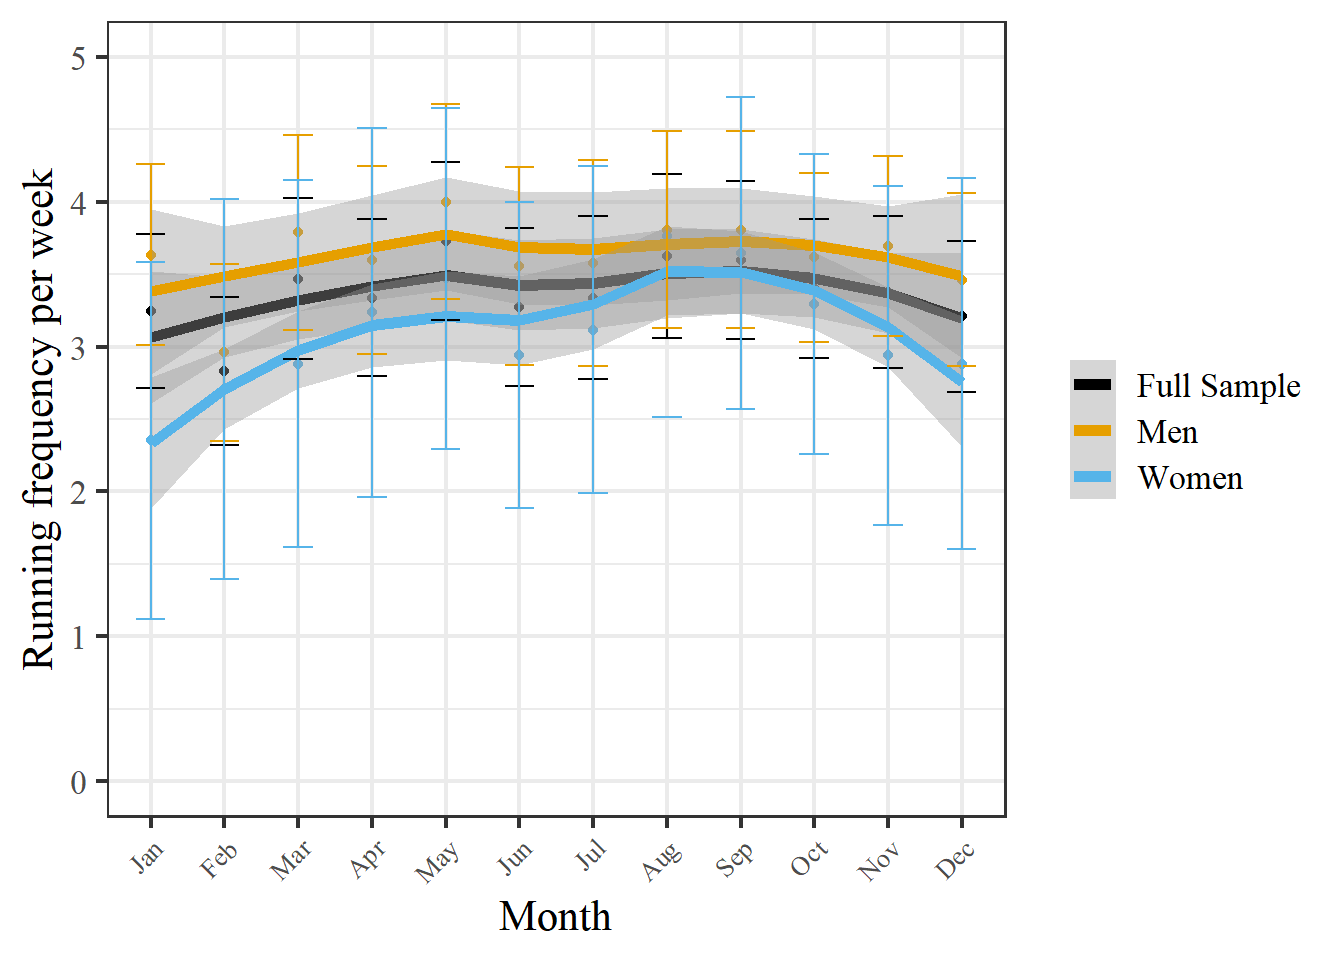 Running frequency per week
5
4
3
2
1
0
Jan Feb Mar Apr May Jun Jul Aug Sep Oct Nov Dec
Month
Full Sample
Men
Women